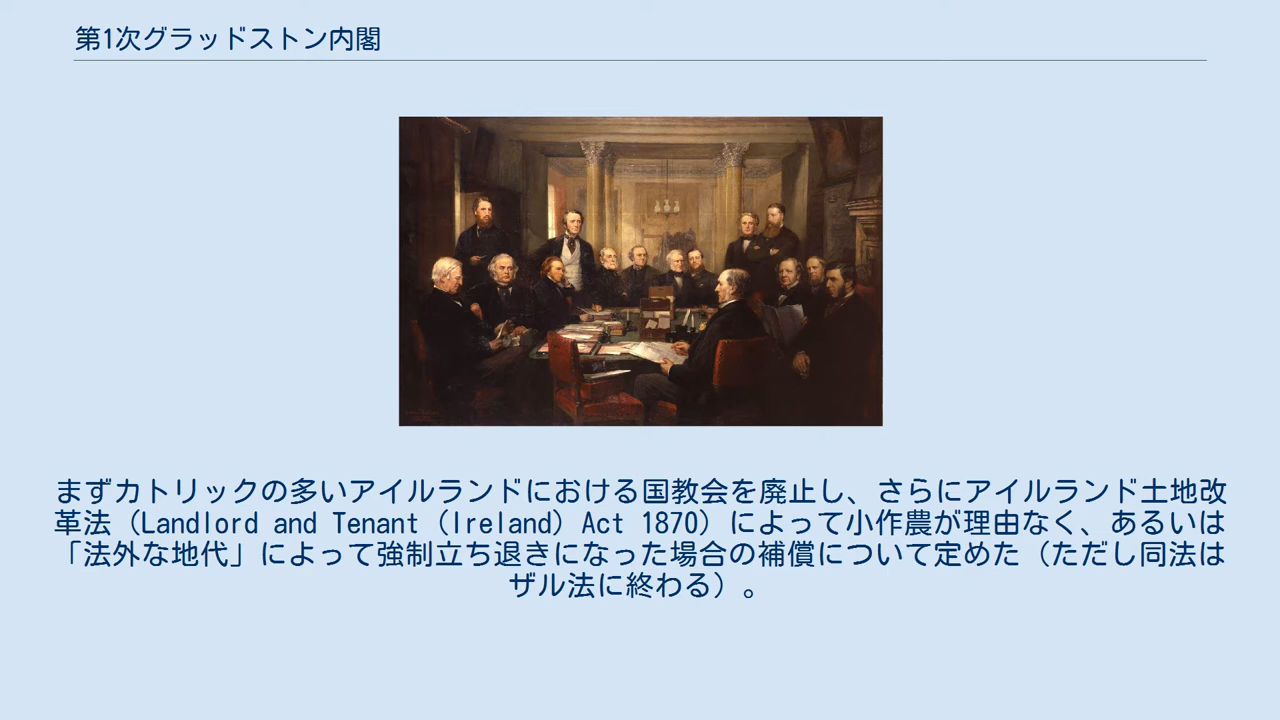 第1次グラッドストン内閣
まずカトリックの多いアイルランドにおける国教会を廃止し、さらにアイルランド土地改
革法（Landlord and Tenant（Ireland）Act 1870）によって小作農が理由なく、あるいは
「法外な地代」によって強制立ち退きになった場合の補償について定めた（ただし同法は
ザル法に終わる）。